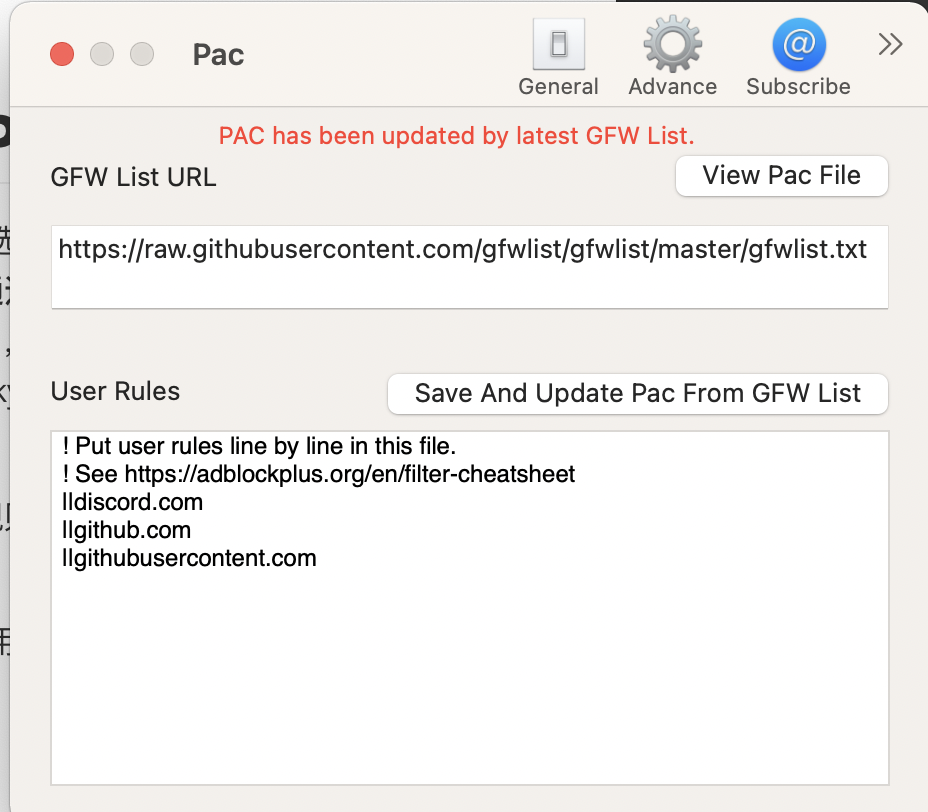 Pac
General
Advance
Subscribe
PAC has been updated by latest GFW List.
GFW List URL
View Pac File
https://raw.githubusercontent.com/gfwlist/gfwlist/master/gfwlist.txt
User Rules
Save And Update Pac From GFW List
! Put user rules line by line in this file.
! See https://adblockplus.org/en/filter-cheatsheet
||discord.com
||github.com
||githubusercontent.com